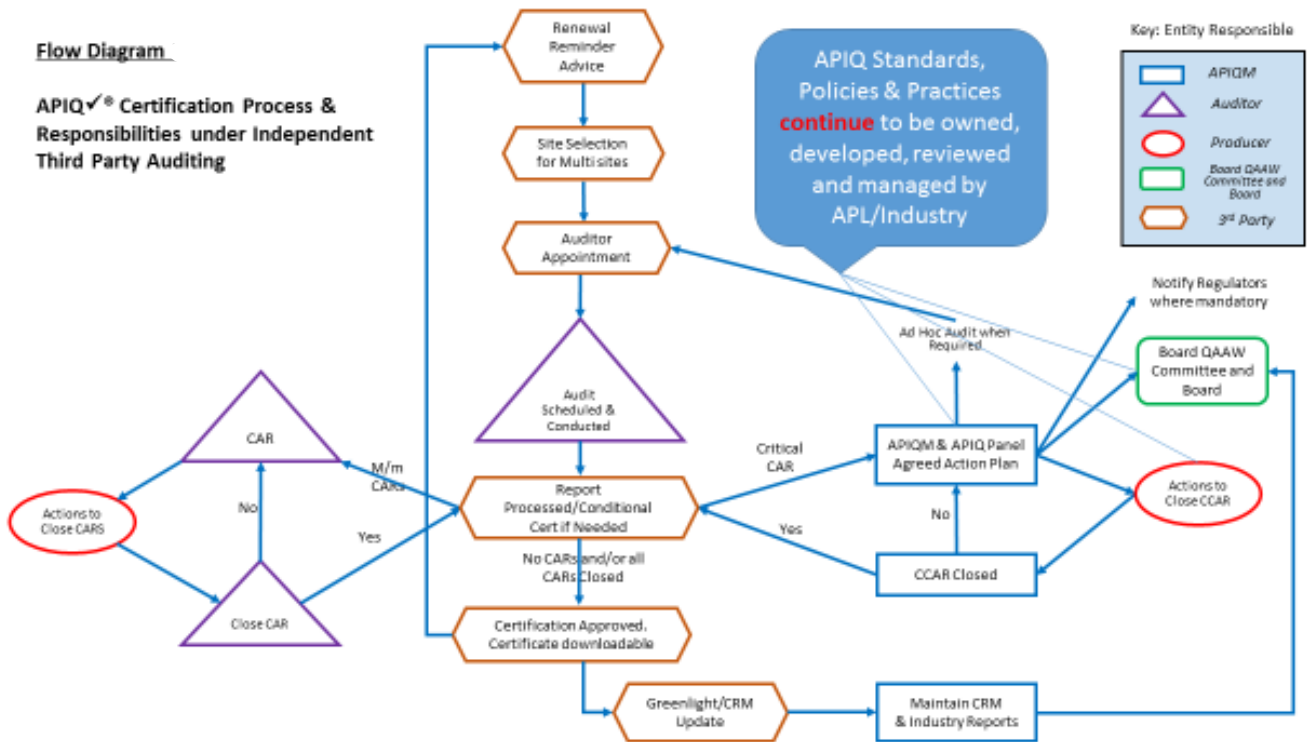 Flow Diagram
APIQ✓® Certification Process &
Responsibilities under Independent
Third Party Auditing
Renewal
Reminder
Advice
Site Selection
for Multi sites
Auditor
Appointment
Audit
Scheduled &
Conducted
Report
Processed/Conditional
Cert if Needed
No CARs and/or all
CARs Closed
Certification Approved.
Certificate downloadable
Greenlight/CRM
Update
Maintain CRM
& Industry Reports
M/m
CARs
CAR
Actions to
Close CARS
No
Yes
Close CAR
APIQ Standards,
Policies & Practices
continue to be owned,
developed, reviewed
and managed by
APL/Industry
Key: Entity Responsible
APIQM
Auditor
Producer
Board QAAW
Committee and
Board
3rd Party
Notify Regulators
where mandatory
Ad Hoc Audit when
Required
Board QAAW
Committee and
Board
Critical
CAR
APIQM & APIQ Panel
Agreed Action Plan
Actions to
Close CCAR
Yes
No
CCAR Closed